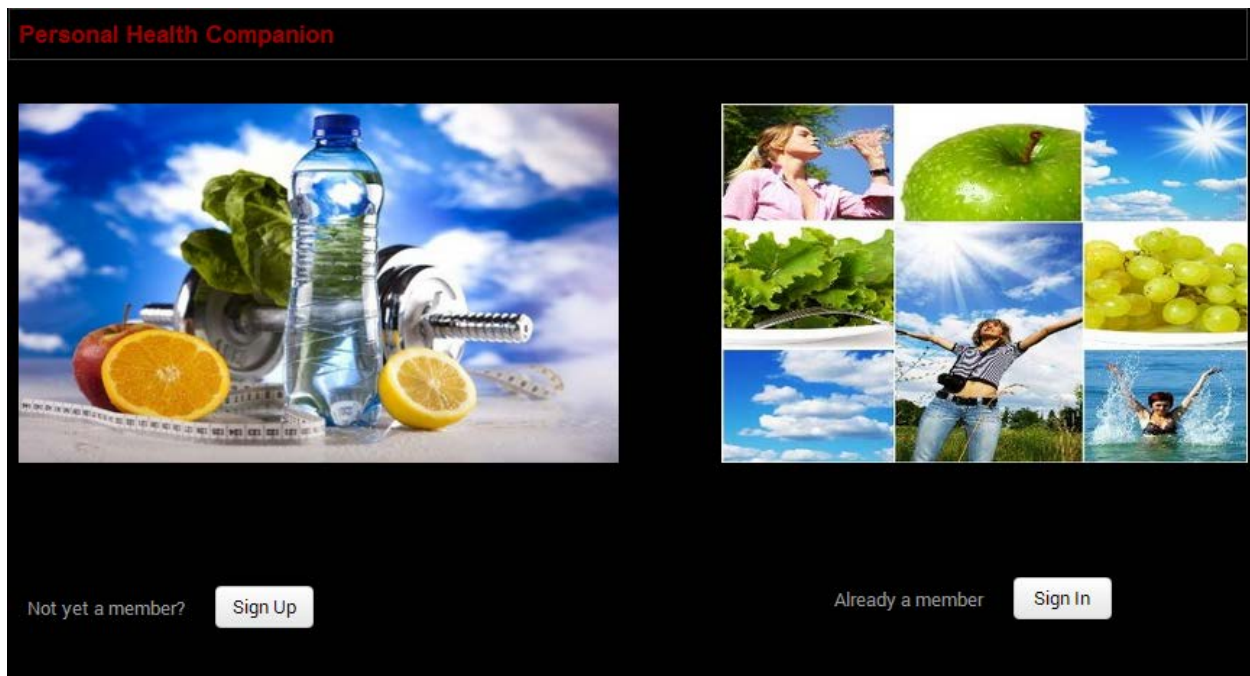 Personal Health Companion
Not yet a member? Sign Up
Already a member Sign In